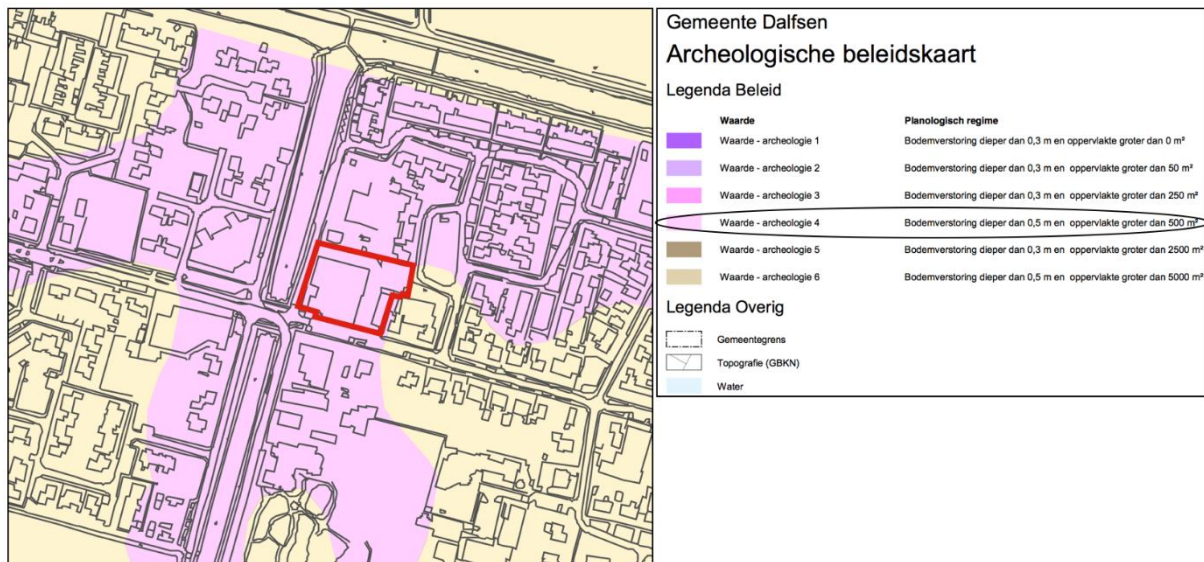 Gemeente Dalfsen
Archeologische beleidskaart
Legenda Beleid
Waarde Planologisch regime
Waarde - archeologie 1 Bodemverstoring dieper dan 0,3 m en oppervlakte groter dan 0 m²
Waarde - archeologie 2 Bodemverstoring dieper dan 0,3 m en oppervlakte groter dan 50 m²
Waarde - archeologie 3 Bodemverstoring dieper dan 0,3 m en oppervlakte groter dan 250 m²
Waarde - archeologie 4 Bodemverstoring dieper dan 0,5 m en oppervlakte groter dan 500 m²
Waarde - archeologie 5 Bodemverstoring dieper dan 0,3 m en oppervlakte groter dan 2500 m²
Waarde - archeologie 6 Bodemverstoring dieper dan 0,5 m en oppervlakte groter dan 5000 m²
Legenda Overig
Gemeentegrens
Topografie (GBKN)
Water